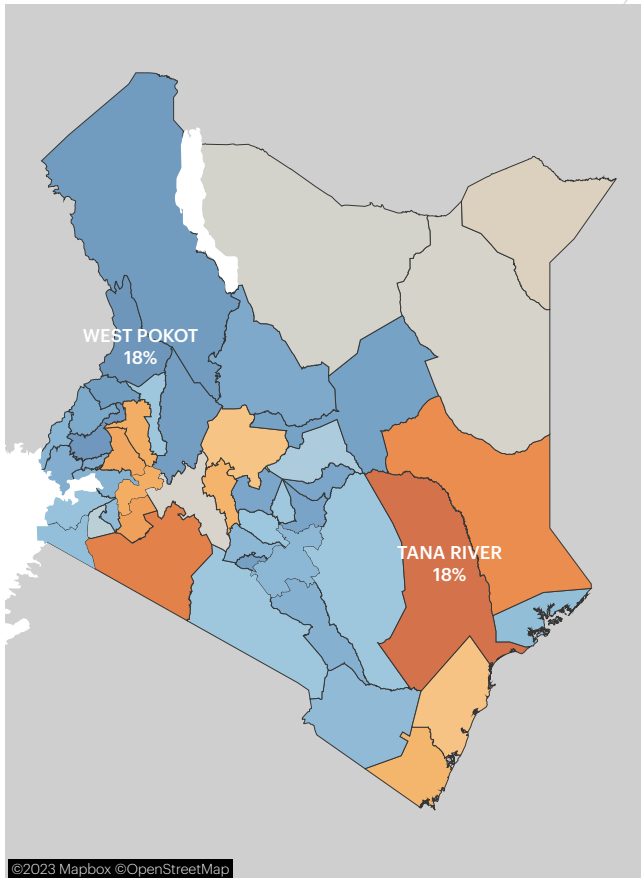 WEST POKOT
18%
TANA RIVER
18%
©2023 Mapbox ©OpenStreetMap